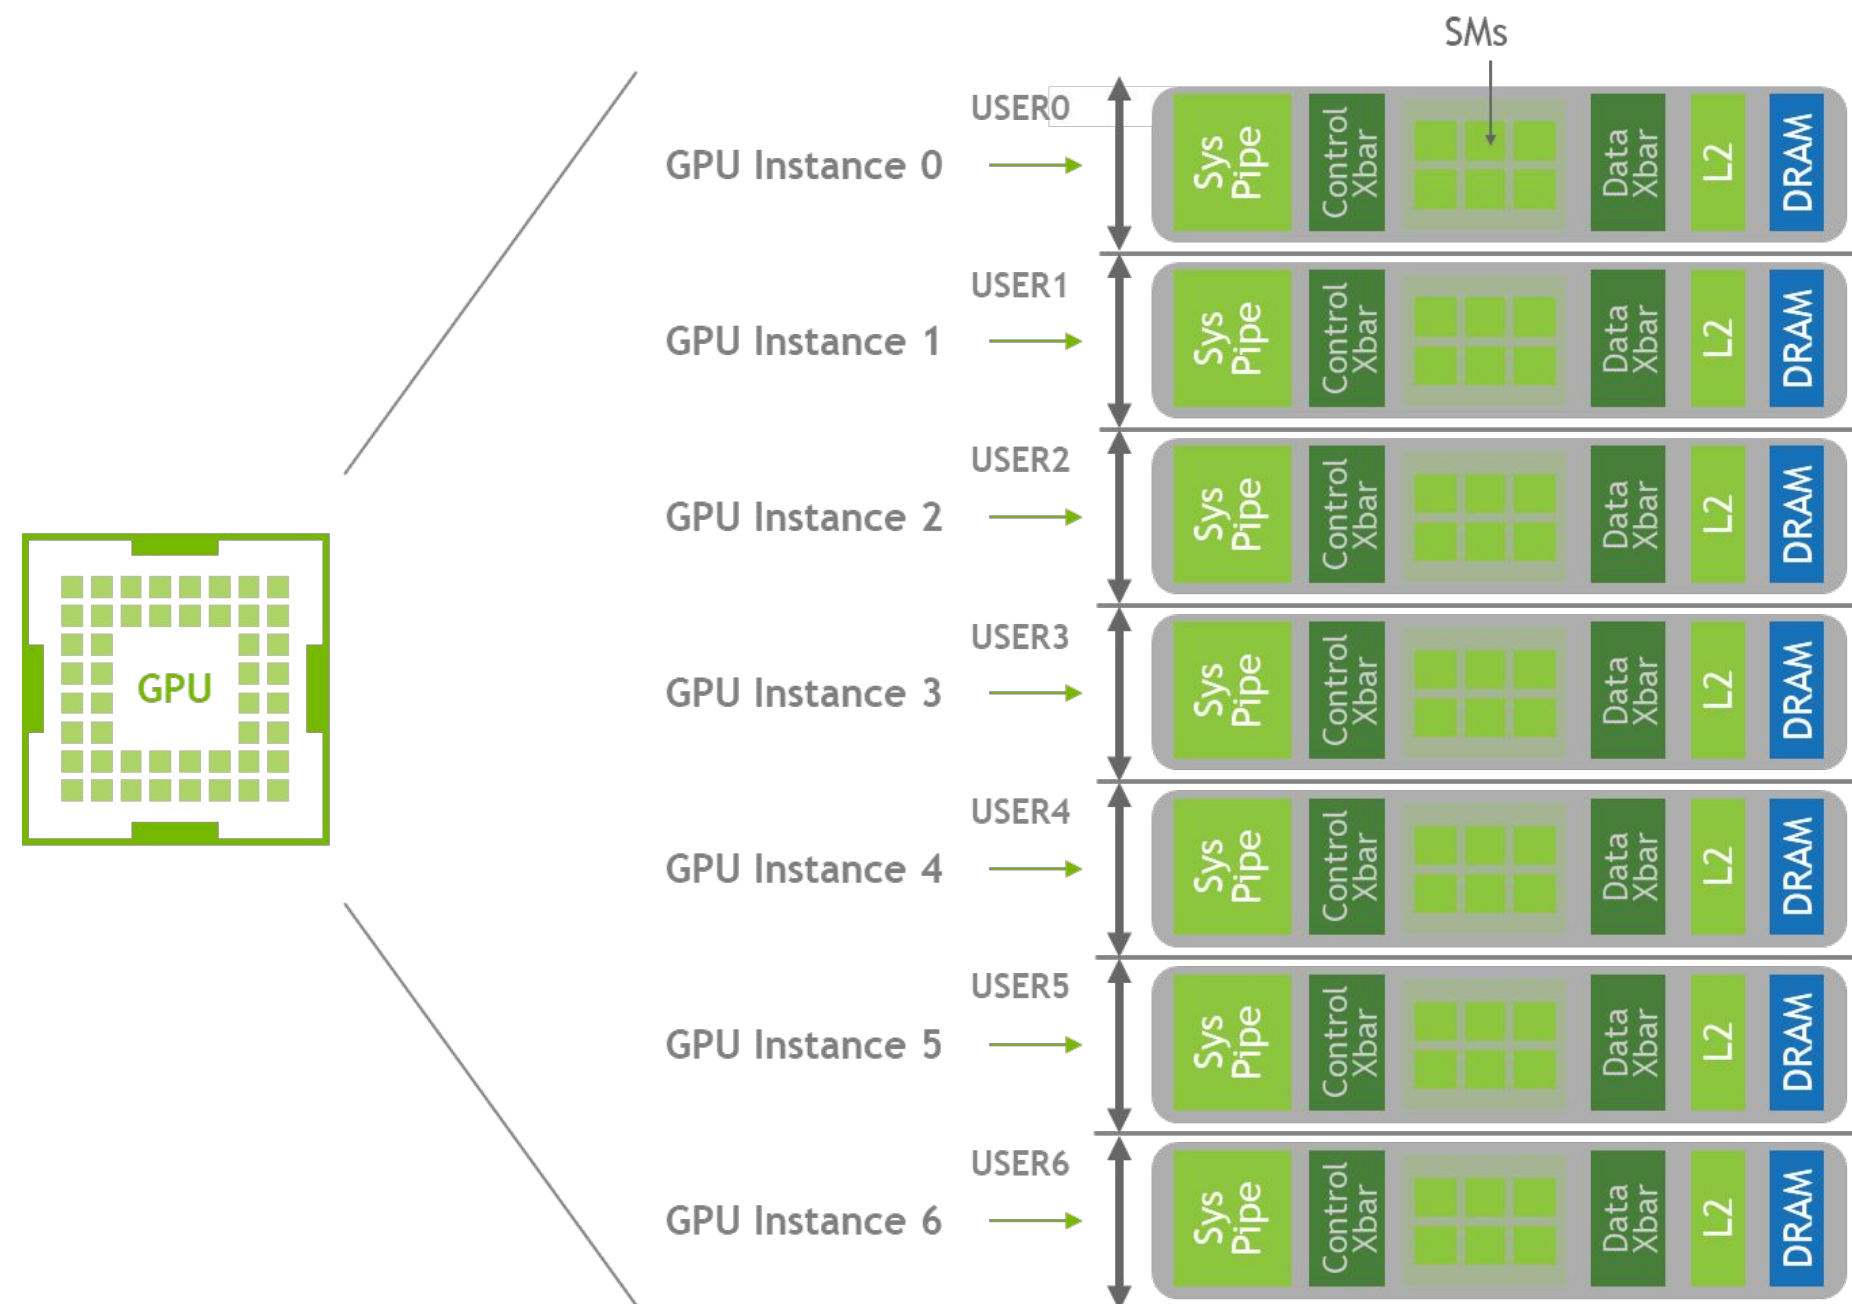 SMs
USER0
GPU Instance 0
Sys
Pipe
Control
Xbar
Data
Xbar
L2
DRAM
USER1
GPU Instance 1
Sys
Pipe
Control
Xbar
Data
Xbar
L2
DRAM
USER2
GPU Instance 2
Sys
Pipe
Control
Xbar
Data
Xbar
L2
DRAM
GPU
USER3
GPU Instance 3
Sys
Pipe
Control
Xbar
Data
Xbar
L2
DRAM
USER4
GPU Instance 4
Sys
Pipe
Control
Xbar
Data
Xbar
L2
DRAM
USER5
GPU Instance 5
Sys
Pipe
Control
Xbar
Data
Xbar
L2
DRAM
USER6
GPU Instance 6
Sys
Pipe
Control
Xbar
Data
Xbar
L2
DRAM